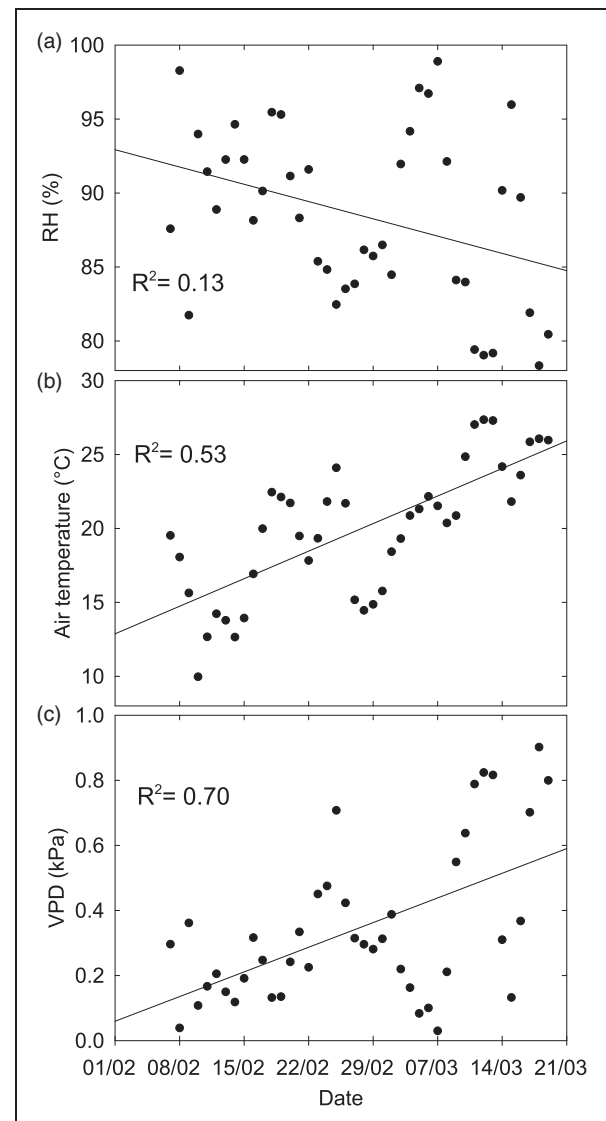 (a)
100
95
90
85
80
RH (%)
R²= 0.13
(b)
30
25
20
15
10
Air temperature (°C)
R²= 0.53
(c)
1.0
0.8
0.6
0.4
0.2
0.0
VPD (kPa)
R²= 0.70
01/02 08/02 15/02 22/02 29/02 07/03 14/03 21/03
Date